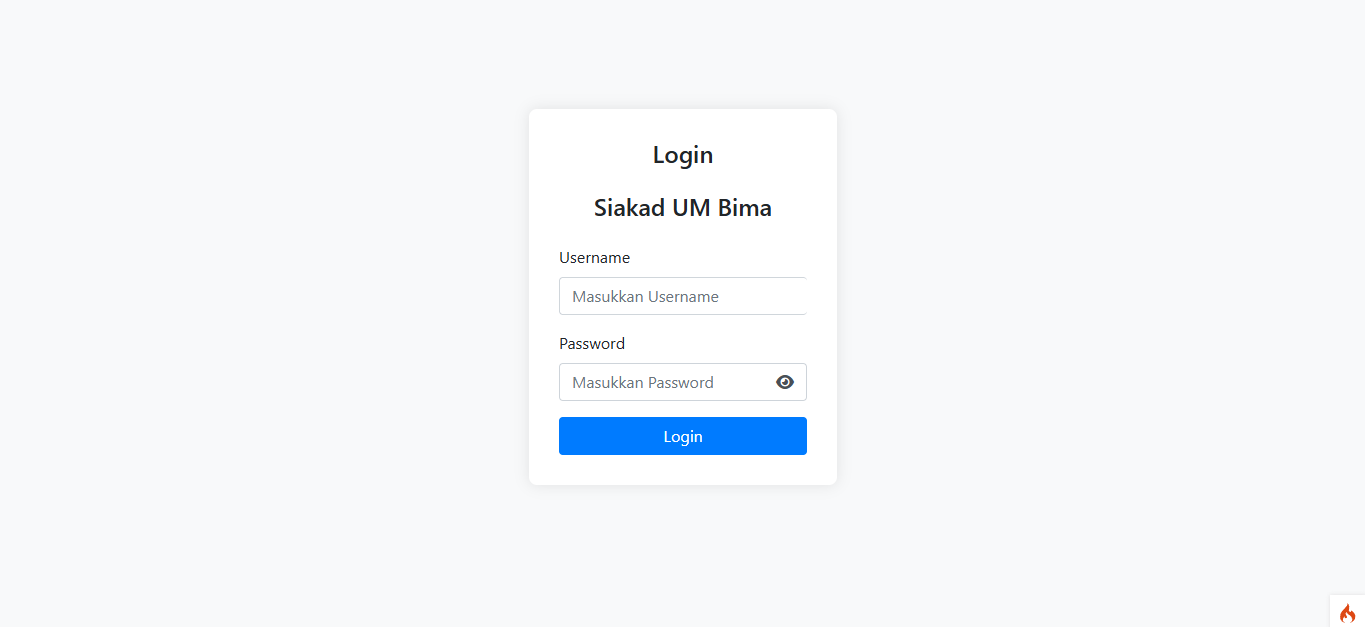 Login
Siakad UM Bima
Username
Masukkan Username
Password
Masukkan Password
Login